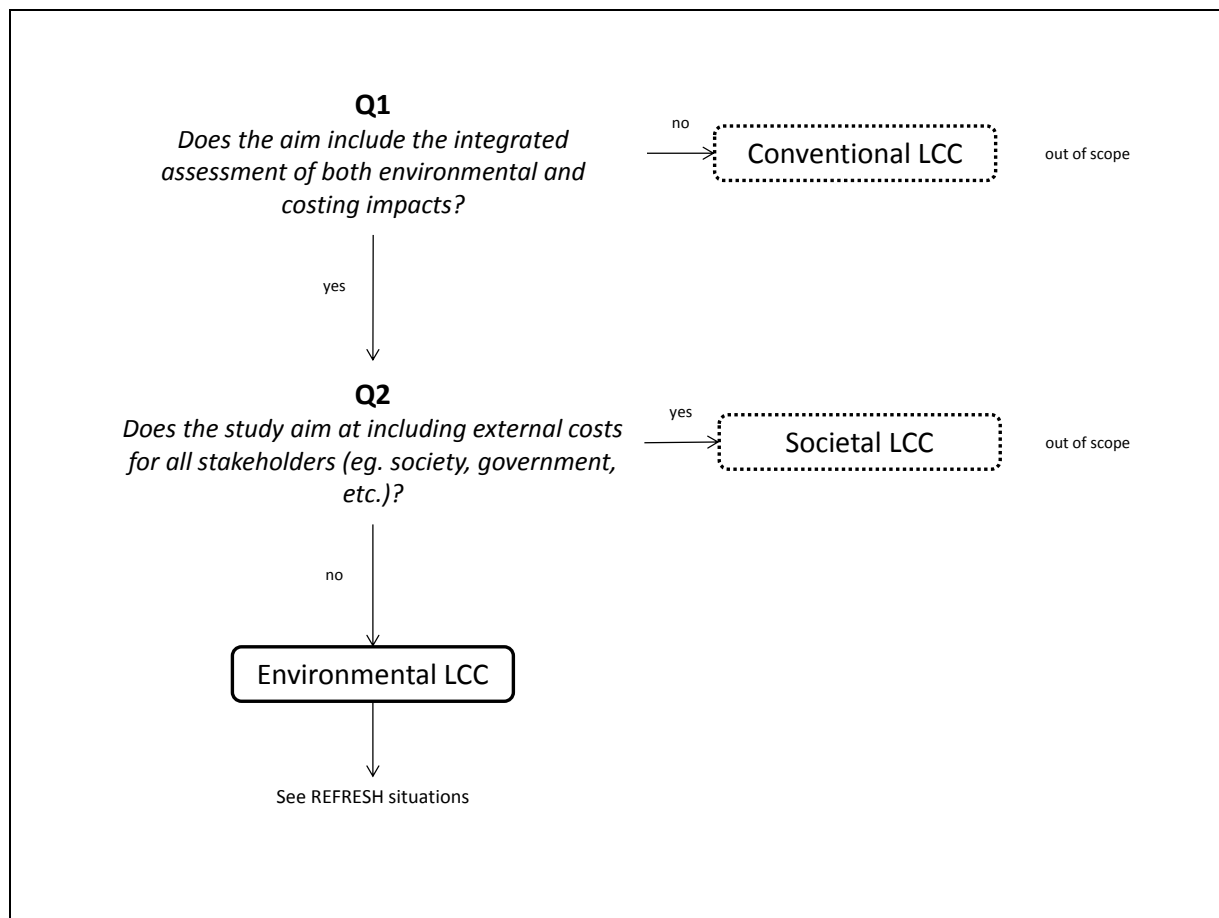 Q1
Does the aim include the integrated
assessment of both environmental and
costing impacts?
no
Conventional LCC
out of scope
yes
Q2
Does the study aim at including external costs
for all stakeholders (eg. society, government,
etc.)?
yes
Societal LCC
out of scope
no
Environmental LCC
See REFRESH situations